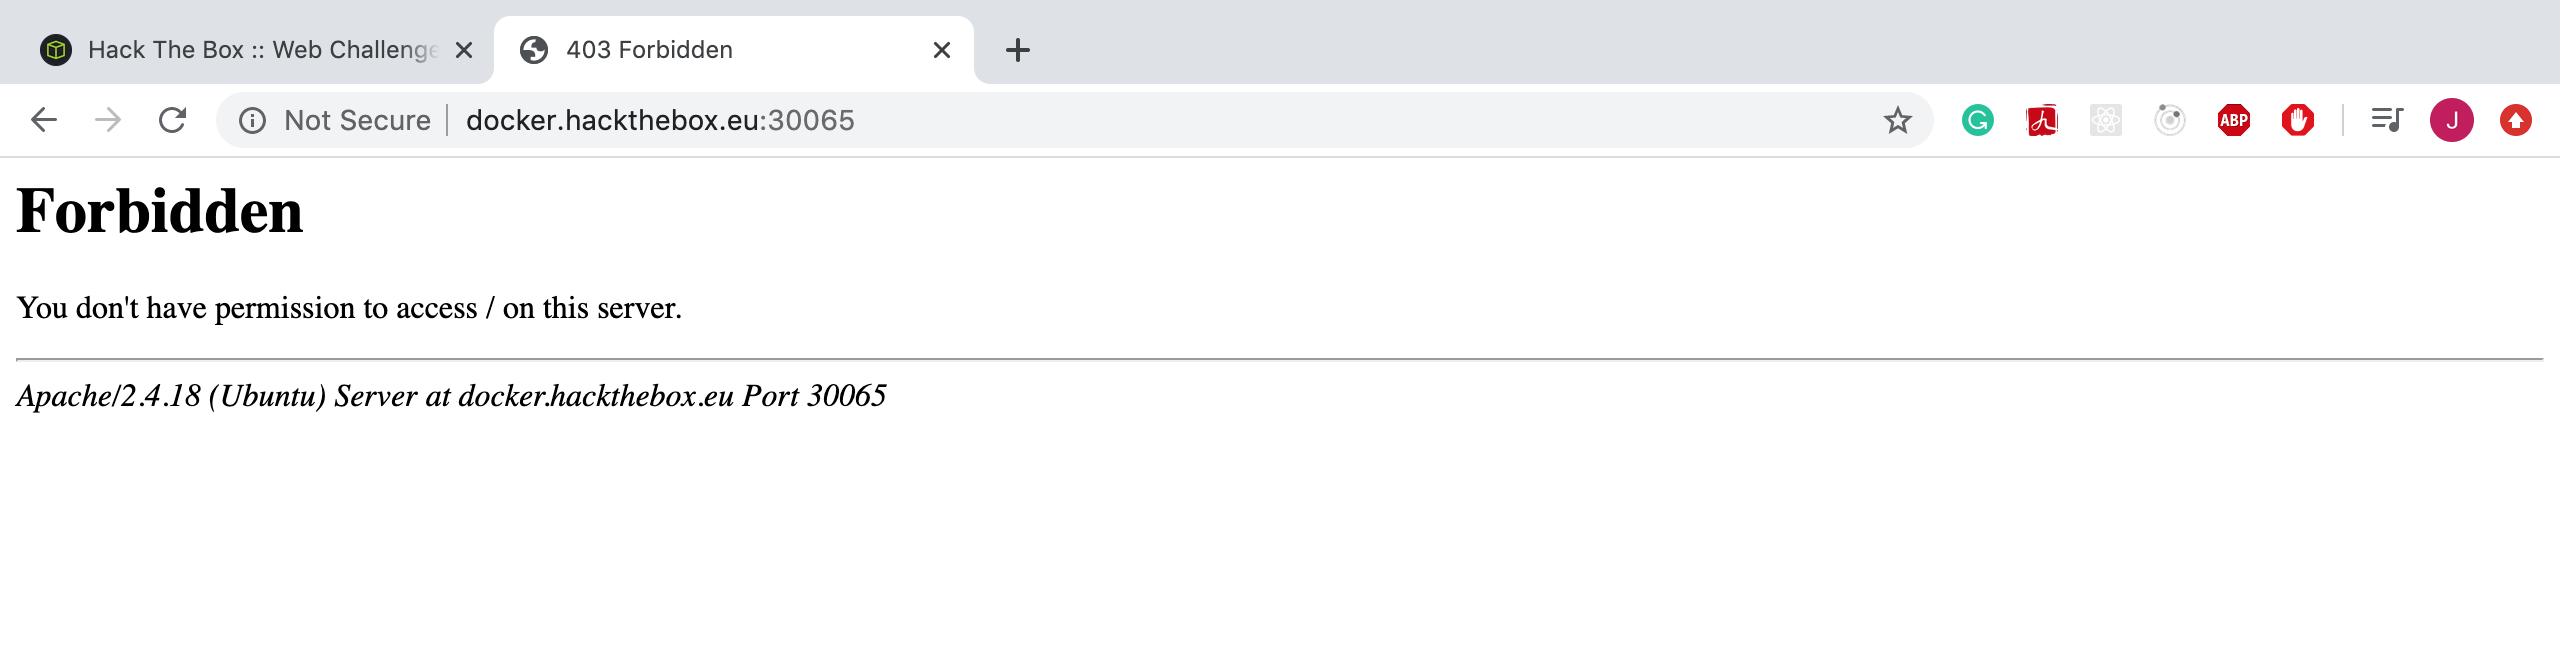 Hack The Box :: Web Challenge
403 Forbidden
Not Secure
docker.hackthebox.eu:30065
ABP
J
Forbidden
You don't have permission to access / on this server.
Apache/2.4.18 (Ubuntu) Server at docker.hackthebox.eu Port 30065